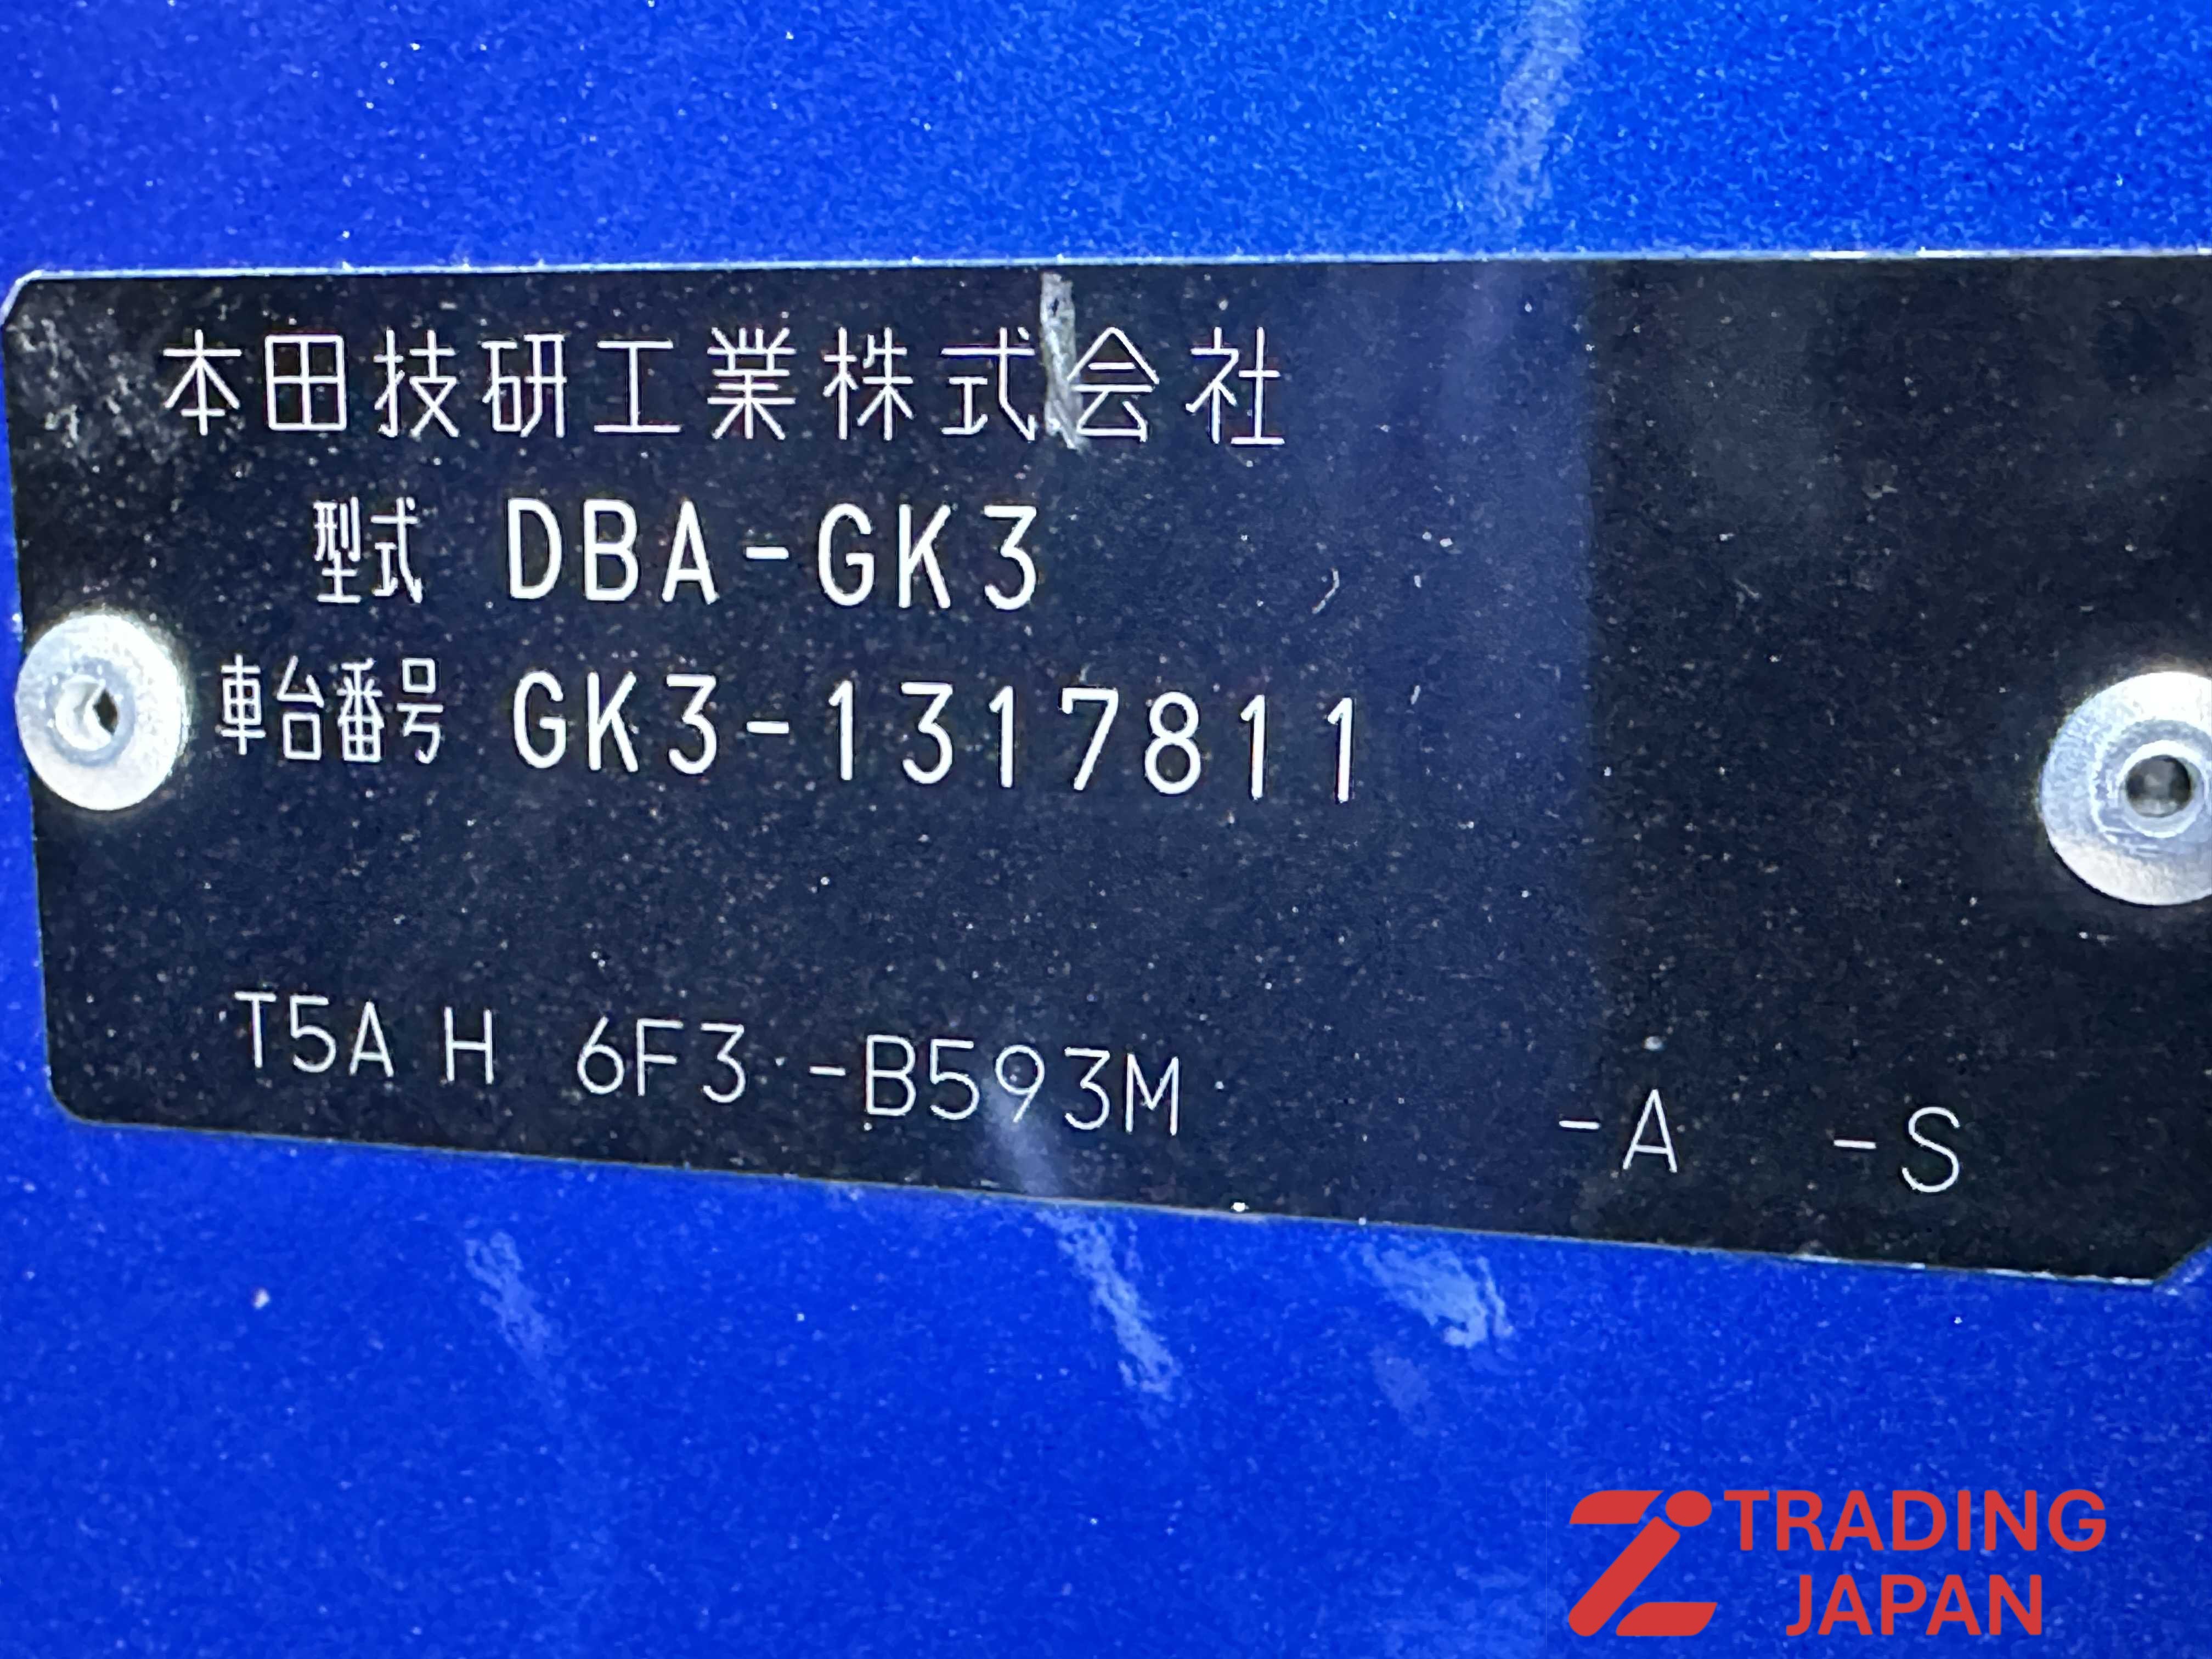 本田技研工業株式会社
型式 DBA-GK3
車台番号 GK3-1317811
T5A H 6F3 -B593M -A -S
TRADING
JAPAN